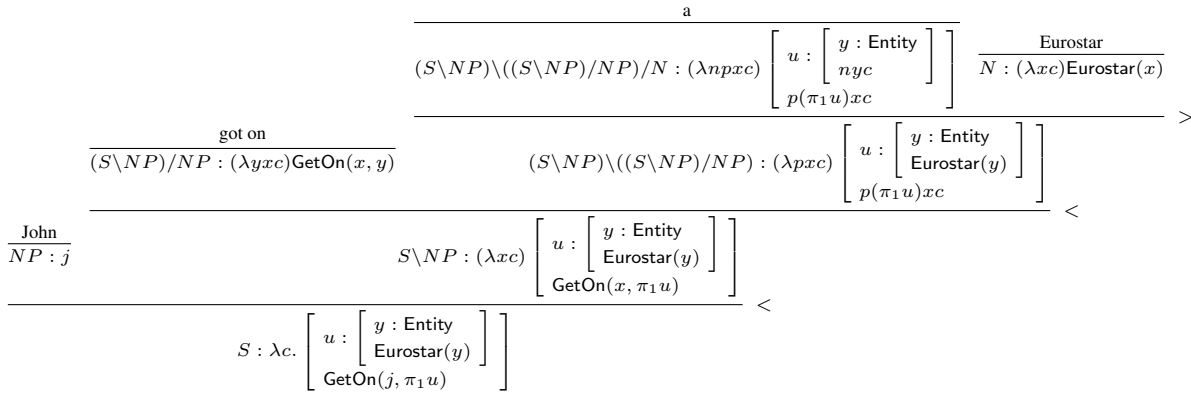 a
(S\NP)\((S\NP)/NP)/N : (λnpxc) [ u : [ y : Entity
nyc ]
p(π₁u)xc ]
Eurostar
N : (λxc)Eurostar(x)
>
got on
(S\NP)/NP : (λyxc)GetOn(x, y)
(S\NP)\((S\NP)/NP) : (λpxc) [ u : [ y : Entity
Eurostar(y) ]
p(π₁u)xc ]
<
John
NP : j
S\NP : (λxc) [ u : [ y : Entity
Eurostar(y) ]
GetOn(x, π₁u) ]
<
S : λc. [ u : [ y : Entity
Eurostar(y) ]
GetOn(j, π₁u) ]